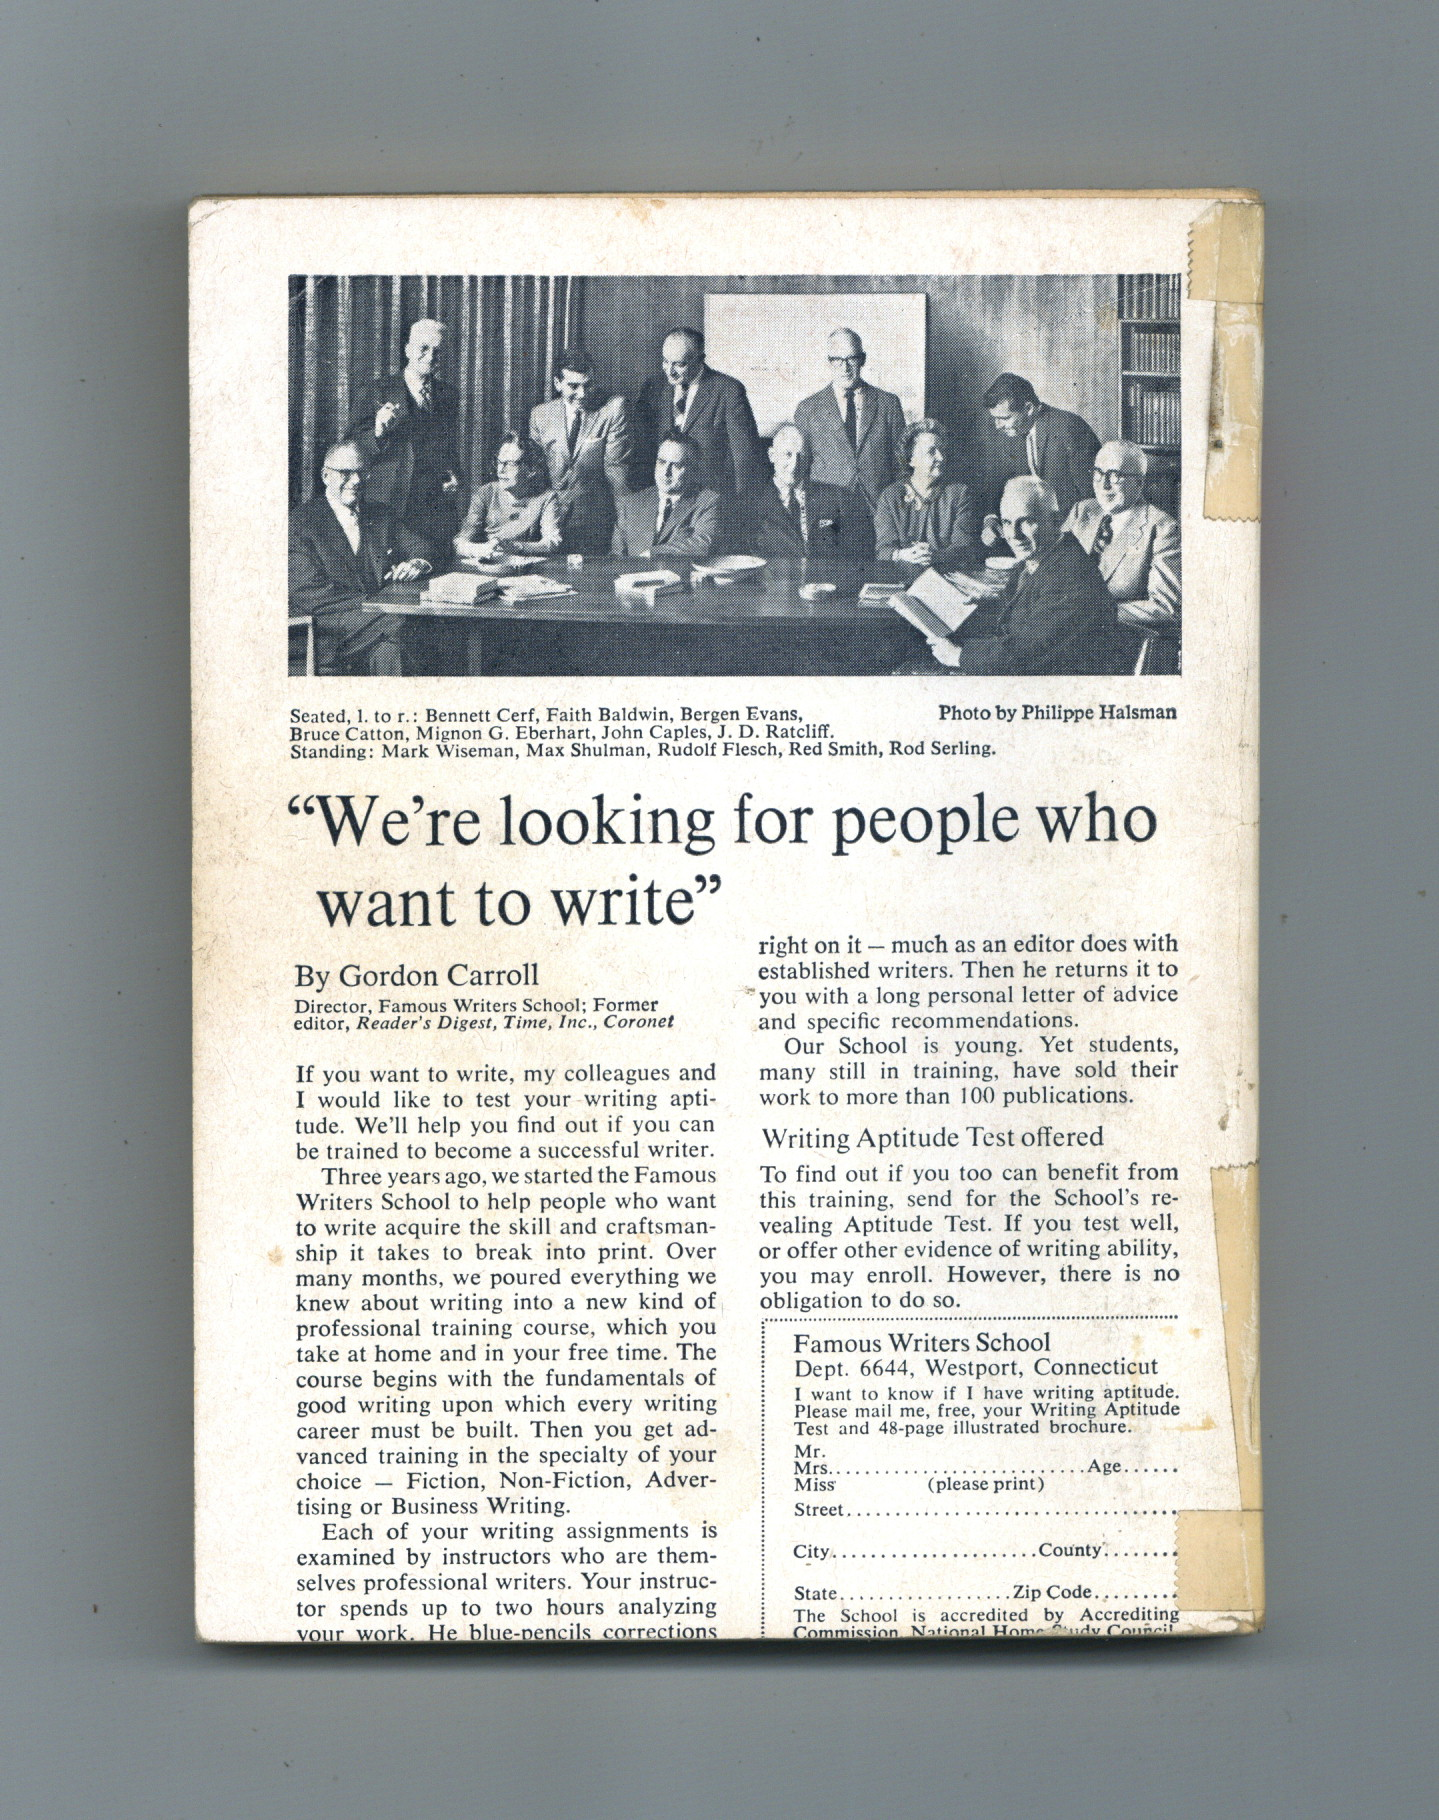 Seated, l. to r.: Bennett Cerf, Faith Baldwin, Bergen Evans,
Bruce Catton, Mignon G. Eberhart, John Caples, J. D. Ratcliff.
Standing: Mark Wiseman, Max Shulman, Rudolf Flesch, Red Smith, Rod Serling.
Photo by Philippe Halsman
“We’re looking for people who
want to write”
By Gordon Carroll
Director, Famous Writers School; Former
editor, Reader's Digest, Time, Inc., Coronet
If you want to write, my colleagues and
I would like to test your writing apti-
tude. We’ll help you find out if you can
be trained to become a successful writer.
Three years ago, we started the Famous
Writers School to help people who want
to write acquire the skill and craftsman-
ship it takes to break into print. Over
many months, we poured everything we
knew about writing into a new kind of
professional training course, which you
take at home and in your free time. The
course begins with the fundamentals of
good writing upon which every writing
career must be built. Then you get ad-
vanced training in the specialty of your
choice — Fiction, Non-Fiction, Adver-
tising or Business Writing.
Each of your writing assignments is
examined by instructors who are them-
selves professional writers. Your instruc-
tor spends up to two hours analyzing
your work. He blue-pencils corrections
right on it — much as an editor does with
established writers. Then he returns it to
you with a long personal letter of advice
and specific recommendations.
Our School is young. Yet students,
many still in training, have sold their
work to more than 100 publications.
Writing Aptitude Test offered
To find out if you too can benefit from
this training, send for the School’s re-
vealing Aptitude Test. If you test well,
or offer other evidence of writing ability,
you may enroll. However, there is no
obligation to do so.
Famous Writers School
Dept. 6644, Westport, Connecticut
I want to know if I have writing aptitude.
Please mail me, free, your Writing Aptitude
Test and 48-page illustrated brochure.
Mr.
Mrs..........................Age......
Miss (please print)
Street..................................
City.....................County........
State.................Zip Code........
The School is accredited by Accrediting
Commission, National Home Study Council.